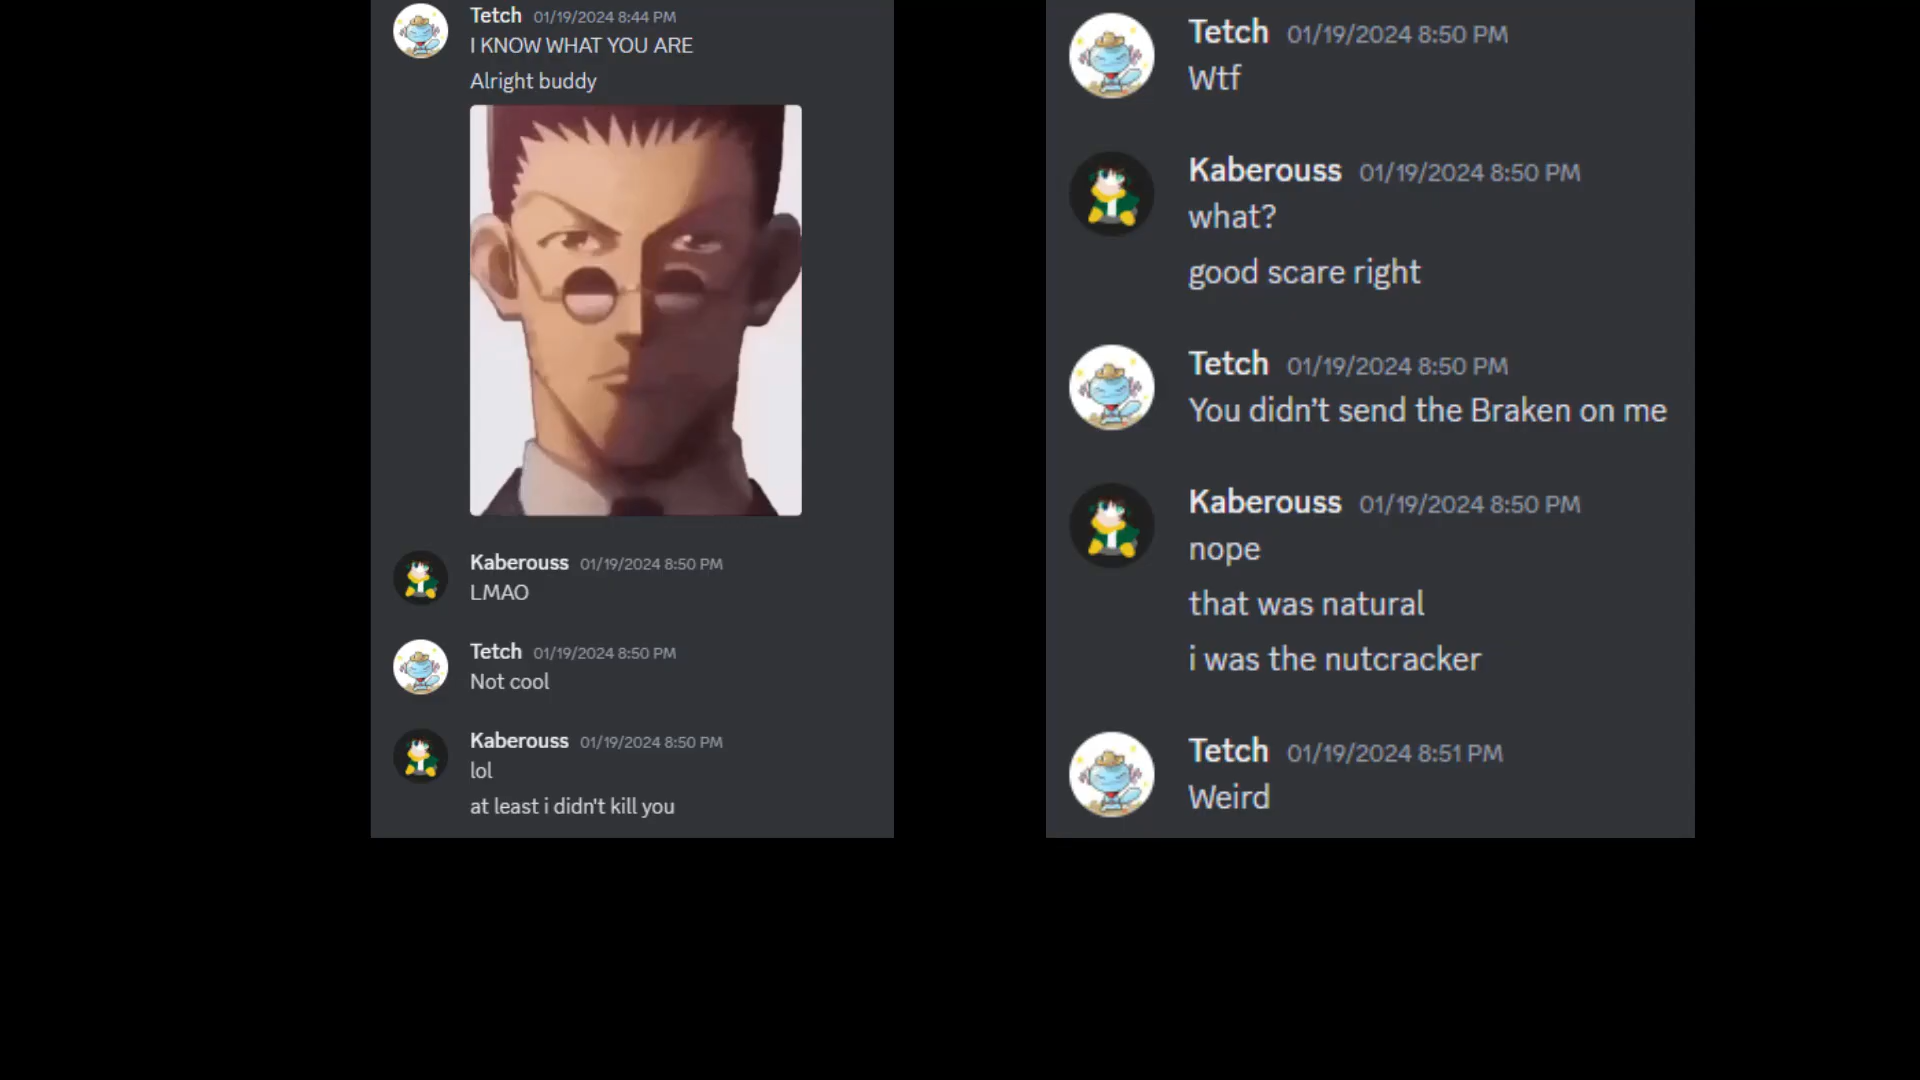 Tetch 01/19/2024 8:44 PM
I KNOW WHAT YOU ARE
Alright buddy
Kaberouss 01/19/2024 8:50 PM
LMAO
Tetch 01/19/2024 8:50 PM
Not cool
Kaberouss 01/19/2024 8:50 PM
lol
at least i didn't kill you
Tetch 01/19/2024 8:50 PM
Wtf
Kaberouss 01/19/2024 8:50 PM
what?
good scare right
Tetch 01/19/2024 8:50 PM
You didn’t send the Braken on me
Kaberouss 01/19/2024 8:50 PM
nope
that was natural
i was the nutcracker
Tetch 01/19/2024 8:51 PM
Weird